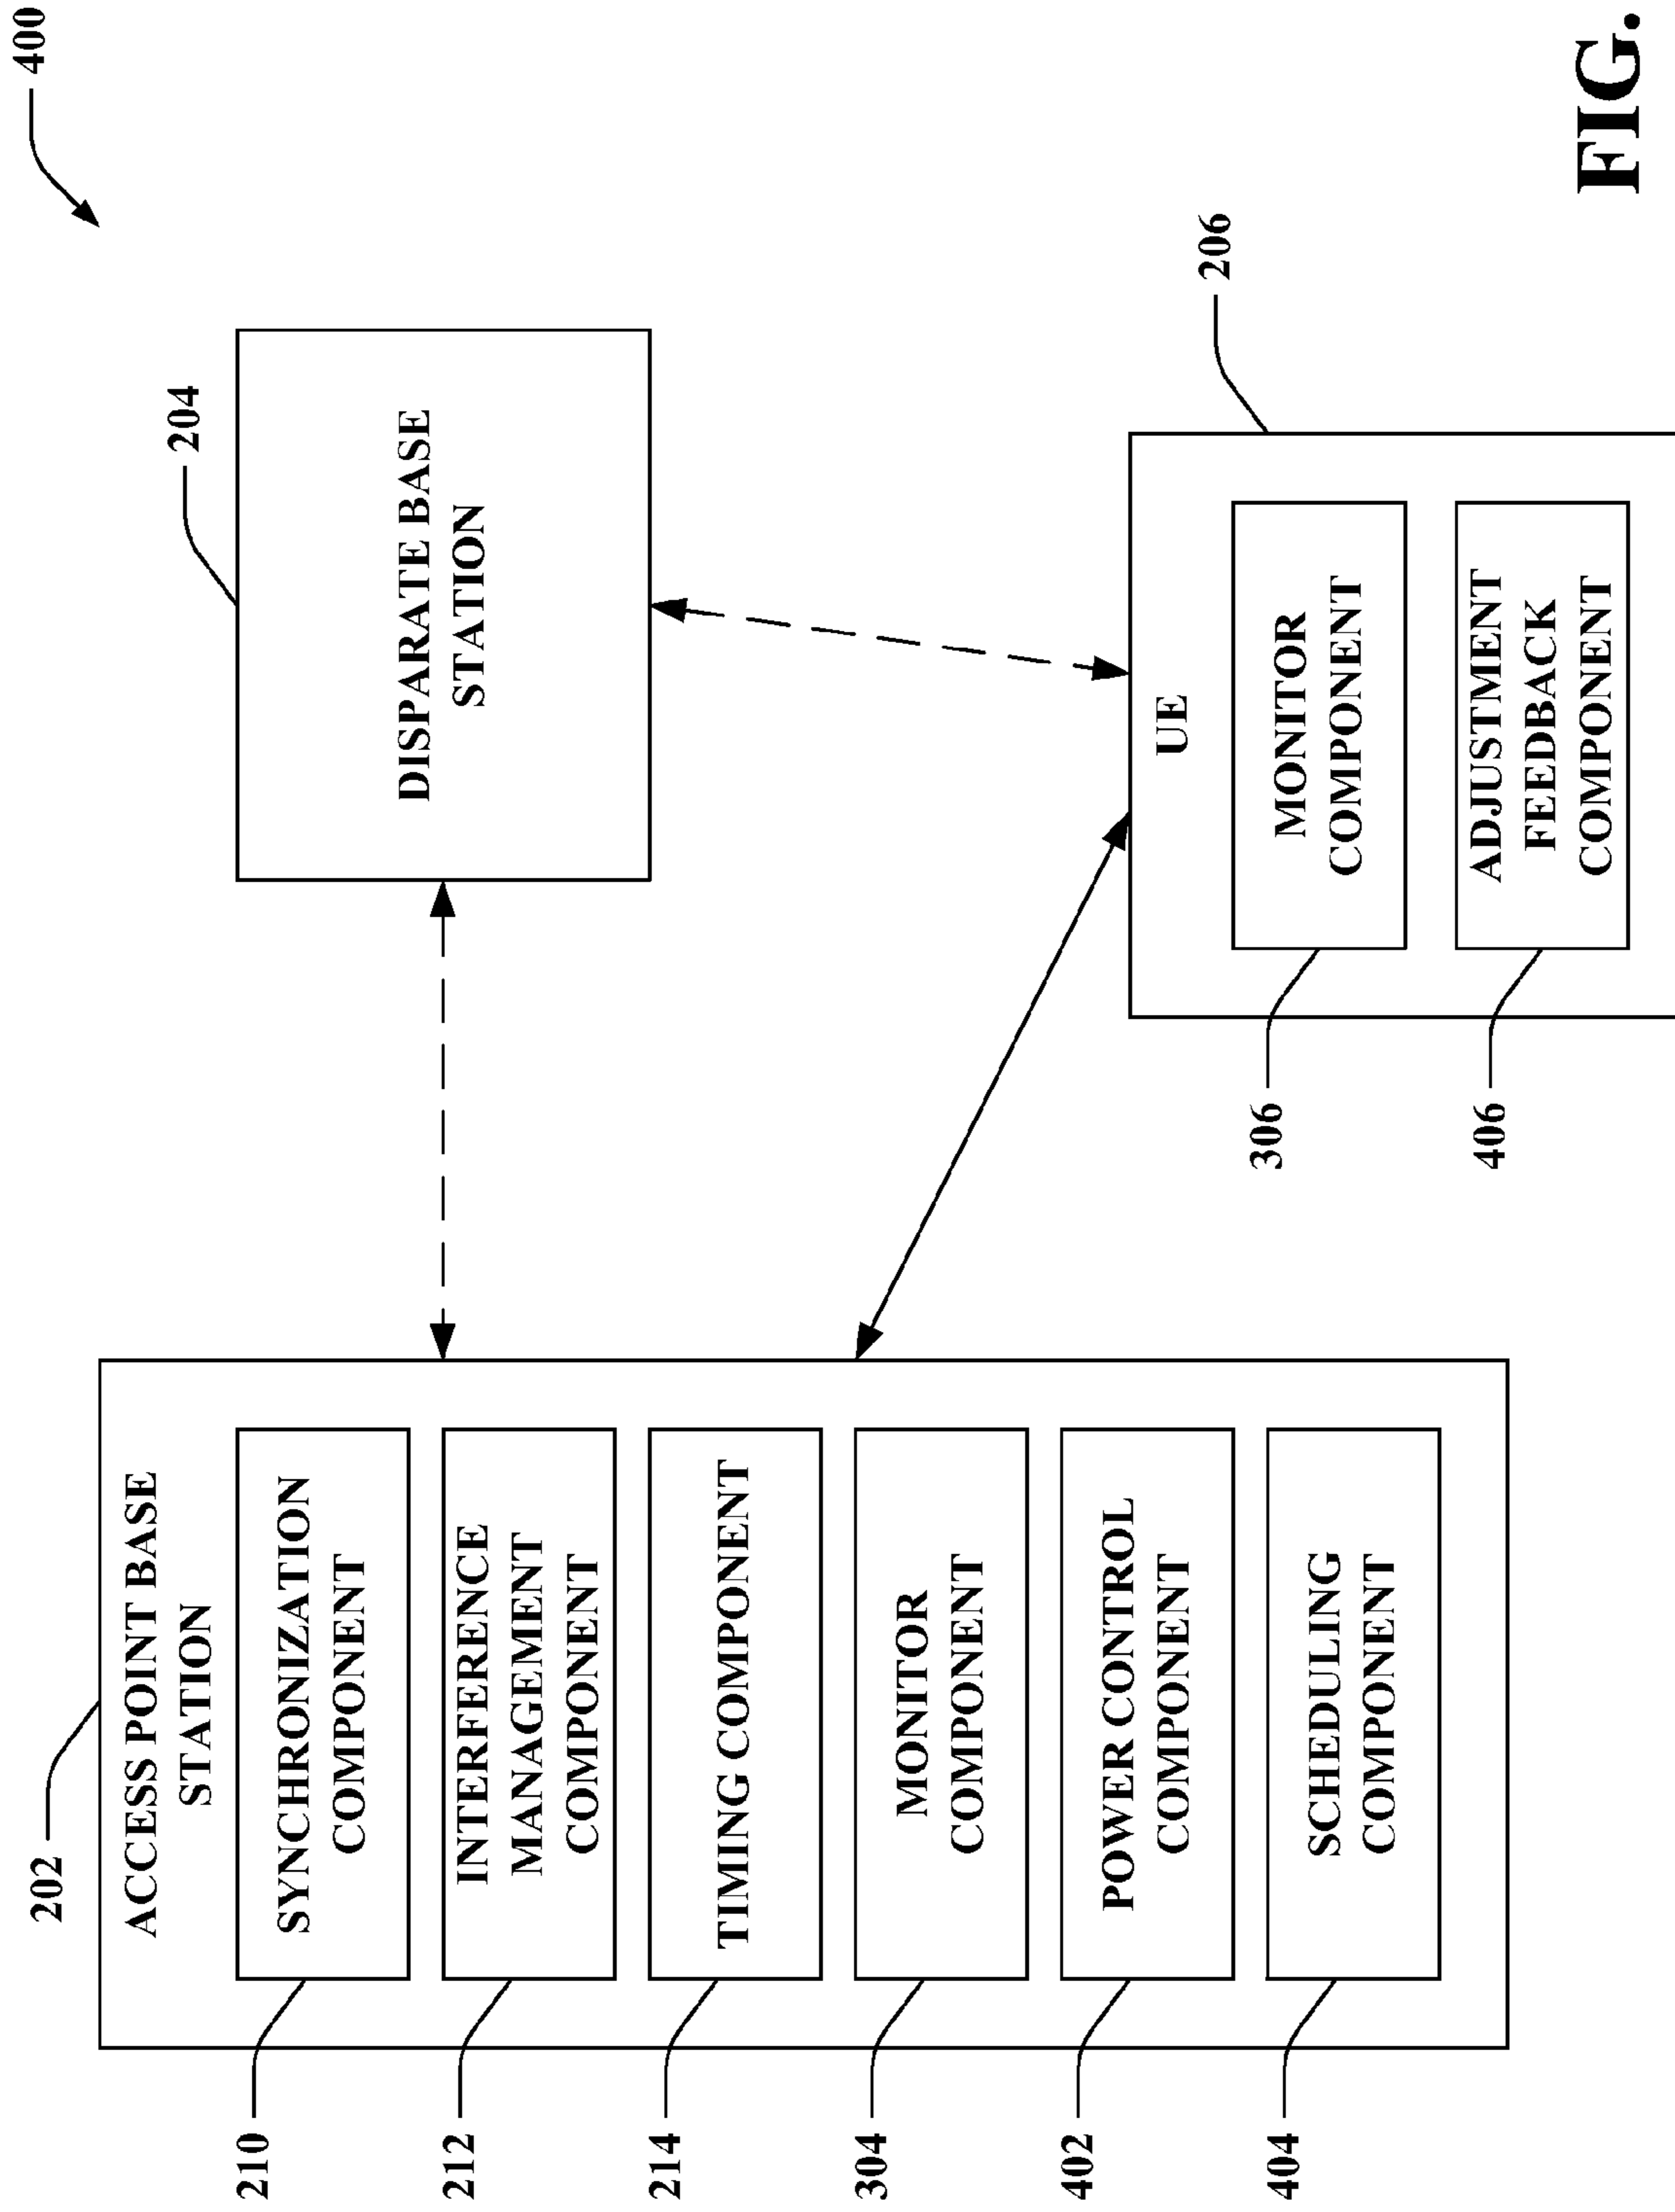 400
202
ACCESS POINT BASE
STATION
210
SYNCHRONIZATION
COMPONENT
212
INTERFERENCE
MANAGEMENT
COMPONENT
214
TIMING COMPONENT
304
MONITOR
COMPONENT
402
POWER CONTROL
COMPONENT
404
SCHEDULING
COMPONENT
204
DISPARATE BASE
STATION
206
UE
306
MONITOR
COMPONENT
406
ADJUSTMENT
FEEDBACK
COMPONENT
FIG.